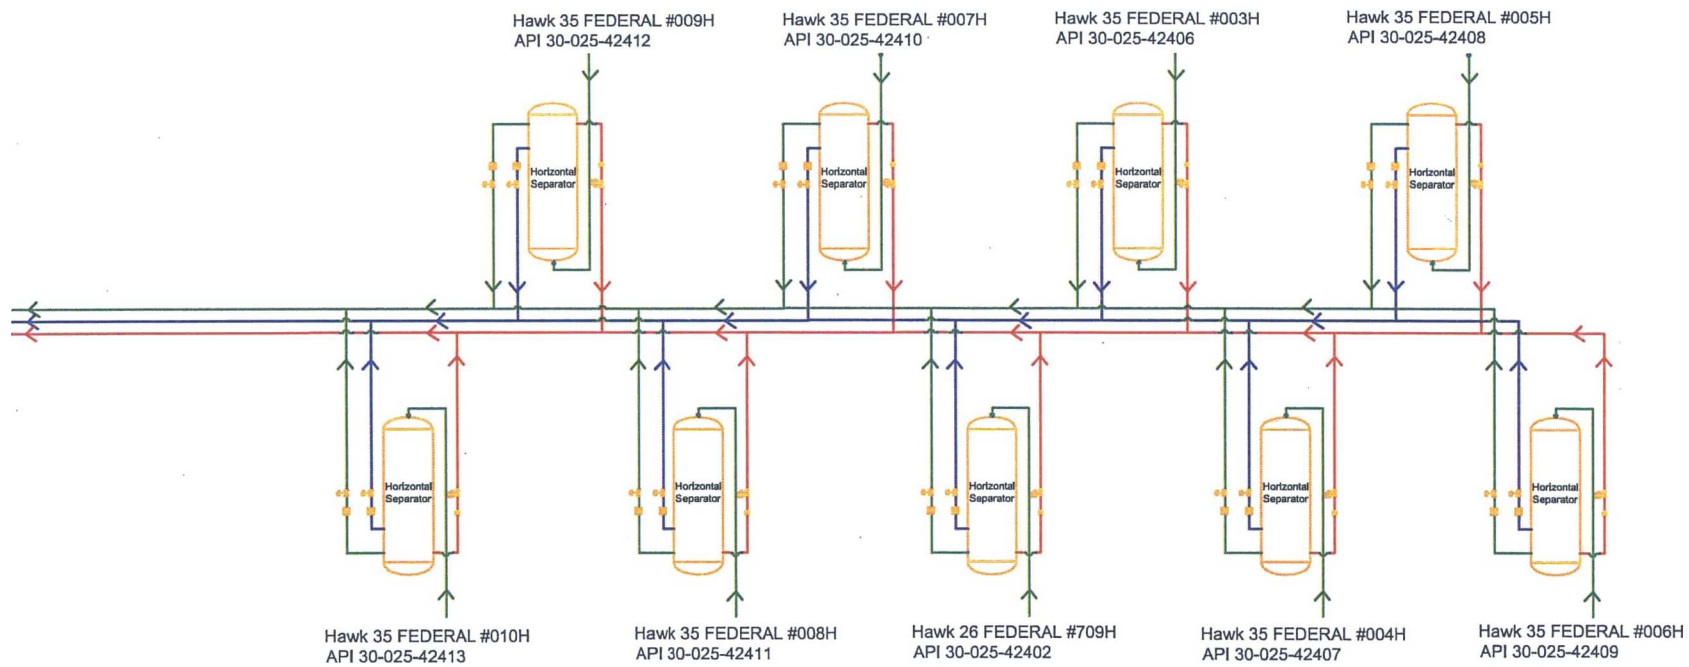 Hawk 35 FEDERAL #009H
API 30-025-42412
Hawk 35 FEDERAL #007H
API 30-025-42410
Hawk 35 FEDERAL #003H
API 30-025-42406
Hawk 35 FEDERAL #005H
API 30-025-42408
Horizontal
Separator
Horizontal
Separator
Horizontal
Separator
Horizontal
Separator
Horizontal
Separator
Horizontal
Separator
Horizontal
Separator
Horizontal
Separator
Horizontal
Separator
Hawk 35 FEDERAL #010H
API 30-025-42413
Hawk 35 FEDERAL #008H
API 30-025-42411
Hawk 26 FEDERAL #709H
API 30-025-42402
Hawk 35 FEDERAL #004H
API 30-025-42407
Hawk 35 FEDERAL #006H
API 30-025-42409